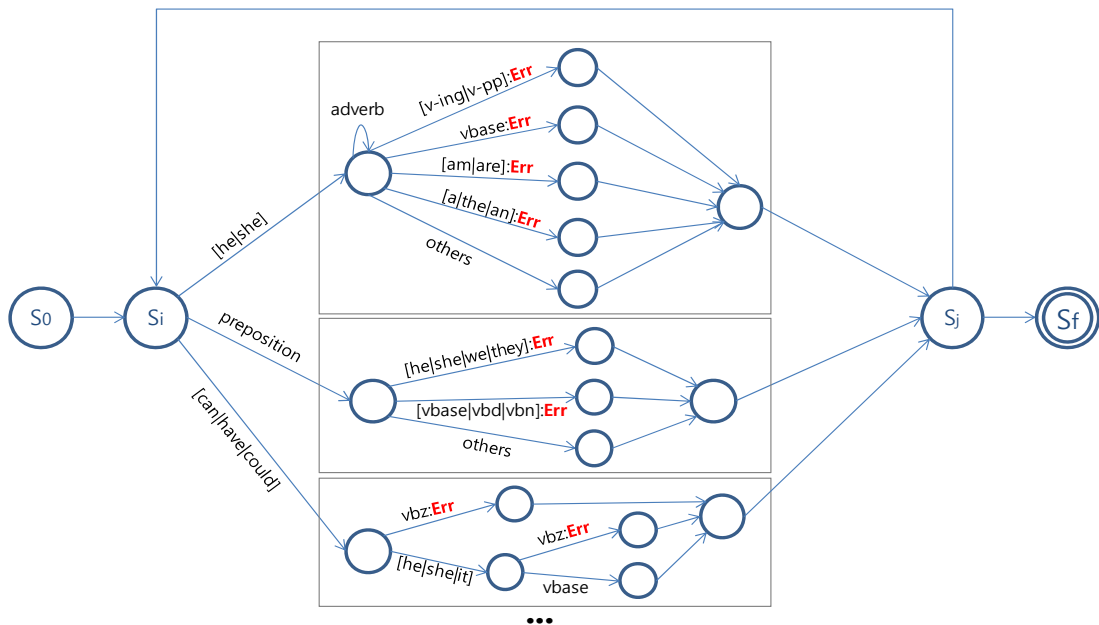 adverb
[v-ing|v-pp]:Err
vbase:Err
[am|are]:Err
[a|the|an]:Err
others
[he|she]
S0
Si
Sj
Sf
preposition
[he|she|we|they]:Err
[vbase|vbd|vbn]:Err
others
[can|have|could]
vbz:Err
vbz:Err
[he|she|it]
vbase
...